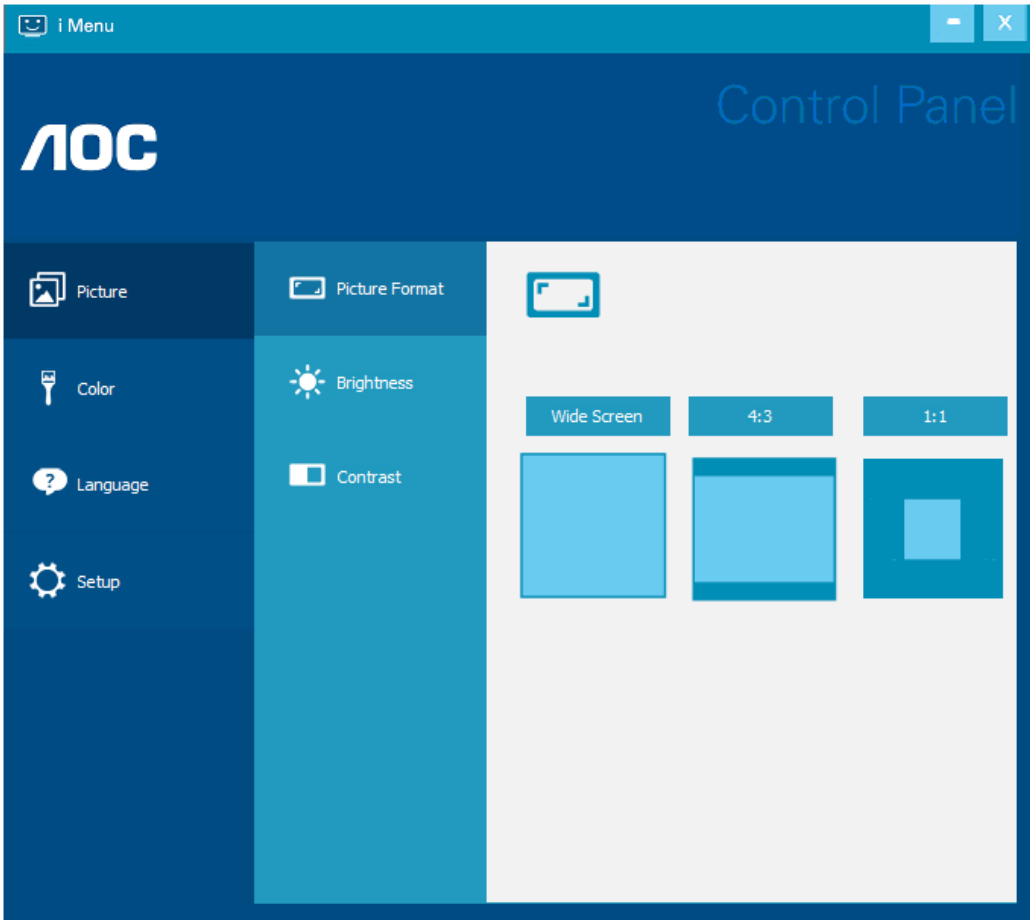 i Menu
X
Control Panel
AOC
Picture
Color
Language
Setup
Picture Format
Brightness
Contrast
Wide Screen
4:3
1:1